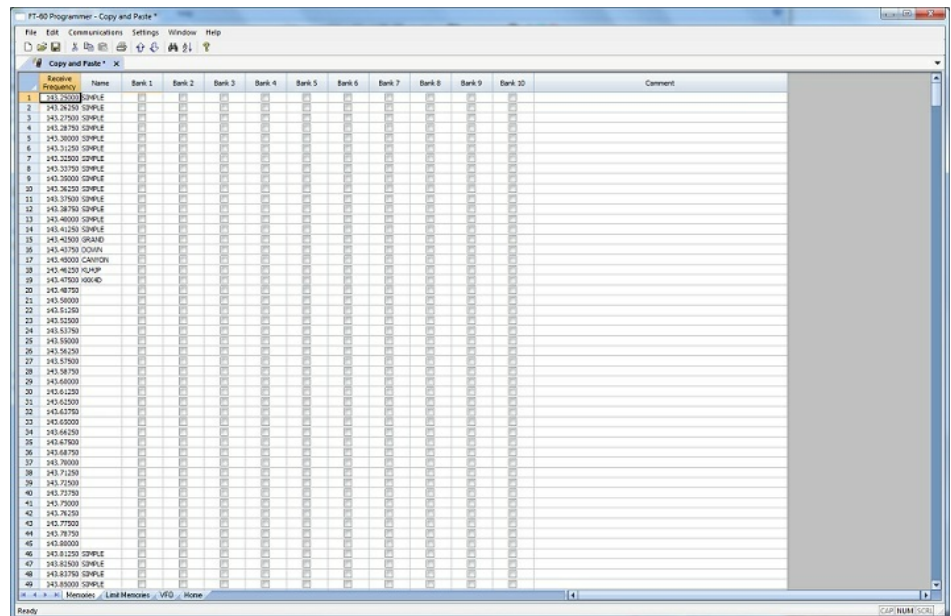 FT-60 Programmer - Copy and Paste *
File Edit Communications Settings Window Help
Copy and Paste * x
Receive Frequency Name Bank 1 Bank 2 Bank 3 Bank 4 Bank 5 Bank 6 Bank 7 Bank 8 Bank 9 Bank 10 Comment
1 143.25000 SIMPLE
2 143.26250 SIMPLE
3 143.27500 SIMPLE
4 143.28750 SIMPLE
5 143.30000 SIMPLE
6 143.31250 SIMPLE
7 143.32500 SIMPLE
8 143.33750 SIMPLE
9 143.35000 SIMPLE
10 143.36250 SIMPLE
11 143.37500 SIMPLE
12 143.38750 SIMPLE
13 143.40000 SIMPLE
14 143.41250 SIMPLE
15 143.42500 GRAND
16 143.43750 DOWN
17 143.45000 CANYON
18 143.46250
19 143.47500
20 143.48750
21 143.50000
22 143.51250
23 143.52500
24 143.53750
25 143.55000
26 143.56250
27 143.57500
28 143.58750
29 143.60000
30 143.61250
31 143.62500
32 143.63750
33 143.65000
34 143.66250
35 143.67500
36 143.68750
37 143.70000
38 143.71250
39 143.72500
40 143.73750
41 143.75000
42 143.76250
43 143.77500
44 143.78750
45 143.80000
46 143.81250 SIMPLE
47 143.82500 SIMPLE
48 143.83750 SIMPLE
49 143.85000 SIMPLE
Memories Limit Memories VFO Home
Ready CAP NUM SCRL